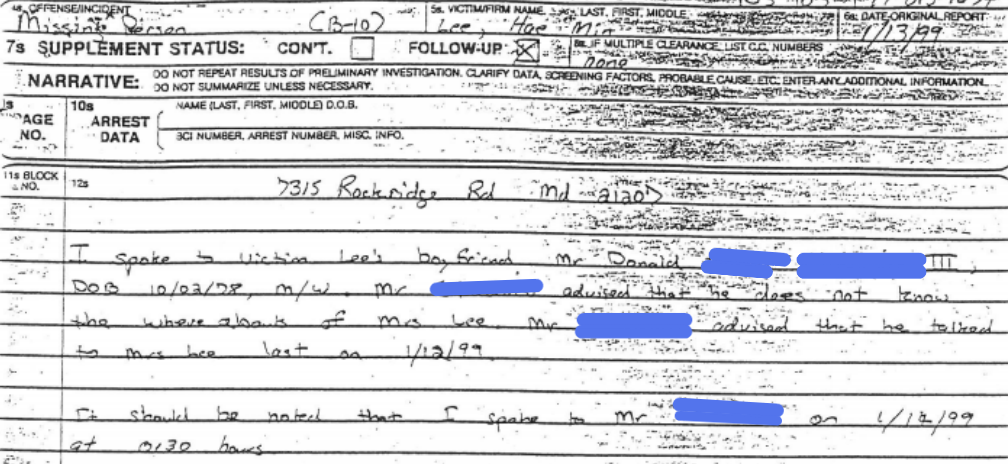 4s OFFENSE/INCIDENT 5s. VICTIM/FIRM NAME LAST, FIRST, MIDDLE 6s DATE-ORIGINAL REPORT
Missing Person (B-10) Lee, Hae Min 1/13/99
7s SUPPLEMENT STATUS: CON'T. FOLLOW-UP 8s. IF MULTIPLE CLEARANCE, LIST C.C. NUMBERS
none
NARRATIVE: DO NOT REPEAT RESULTS OF PRELIMINARY INVESTIGATION. CLARIFY DATA, SCREENING FACTORS, PROBABLE CAUSE, ETC. ENTER ANY ADDITIONAL INFORMATION.
DO NOT SUMMARIZE UNLESS NECESSARY.
9s PAGE NO. 10s ARREST DATA NAME (LAST, FIRST, MIDDLE) D.O.B.
BCI NUMBER, ARREST NUMBER, MISC. INFO.
11s BLOCK NO. 12s
7315 Rockridge Rd Md 21207
I spoke to victim Lee's boyfriend Mr Donald III,
DOB 10/03/78, m/w. Mr advised that he does not know
the whereabouts of Mrs Lee. Mr advised that he talked
to Mrs Lee last on 1/12/99.
It should be noted that I spoke to Mr on 1/14/99
at 0130 hours